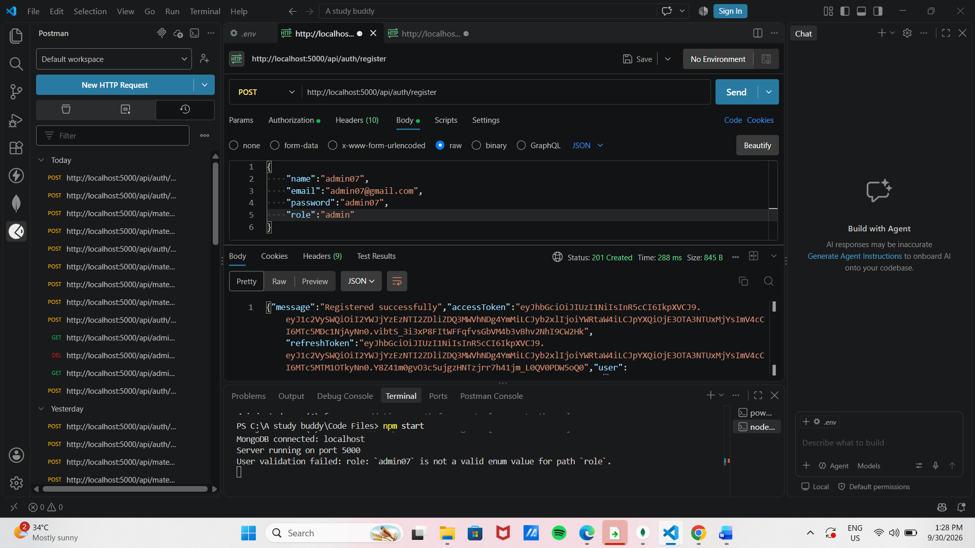 File Edit Selection View Go Run Terminal Help
A study buddy
Sign In
Postman
Default workspace
New HTTP Request
Filter
Today
POST http://localhost:5000/api/auth/...
POST http://localhost:5000/api/auth/...
POST http://localhost:5000/api/mate...
POST http://localhost:5000/api/mate...
POST http://localhost:5000/api/auth/...
POST http://localhost:5000/api/mate...
POST http://localhost:5000/api/mate...
POST http://localhost:5000/api/mate...
POST http://localhost:5000/api/auth/...
GET http://localhost:5000/api/admi...
DEL http://localhost:5000/api/admi...
GET http://localhost:5000/api/admi...
POST http://localhost:5000/api/auth/...
Yesterday
POST http://localhost:5000/api/auth/...
POST http://localhost:5000/api/auth/...
POST http://localhost:5000/api/mate...
POST http://localhost:5000/api/mate...
.env
http://localhos...
http://localhos...
http://localhost:5000/api/auth/register
Save
No Environment
POST
http://localhost:5000/api/auth/register
Send
Params Authorization Headers (10) Body Scripts Settings
Code Cookies
none form-data x-www-form-urlencoded raw binary GraphQL JSON
Beautify
1 {
2 "name":"admin07",
3 "email":"admin07@gmail.com",
4 "password":"admin07",
5 "role":"admin"
6 }
Body Cookies Headers (9) Test Results
Status: 201 Created Time: 288 ms Size: 845 B
Pretty Raw Preview JSON
1 {"message":"Registered successfully","accessToken":"eyJhbGciOiJIUzI1NiIsInR5cCI6IkpXVCJ9.
"refreshToken":"eyJhbGciOiJIUzI1NiIsInR5cCI6IkpXVCJ9.
"user":
Problems Output Debug Console Terminal Ports Postman Console
PS C:\A study buddy\Code Files> npm start
MongoDB connected: localhost
Server running on port 5000
User validation failed: role: `admin07` is not a valid enum value for path `role`.
pow...
node...
Chat
Build with Agent
AI responses may be inaccurate
Generate Agent Instructions to onboard AI
onto your codebase.
.env
Describe what to build
Agent Models
Local Default permissions
0 0
2
34°C
Mostly sunny
Search
ENG
US
1:28 PM
9/30/2026